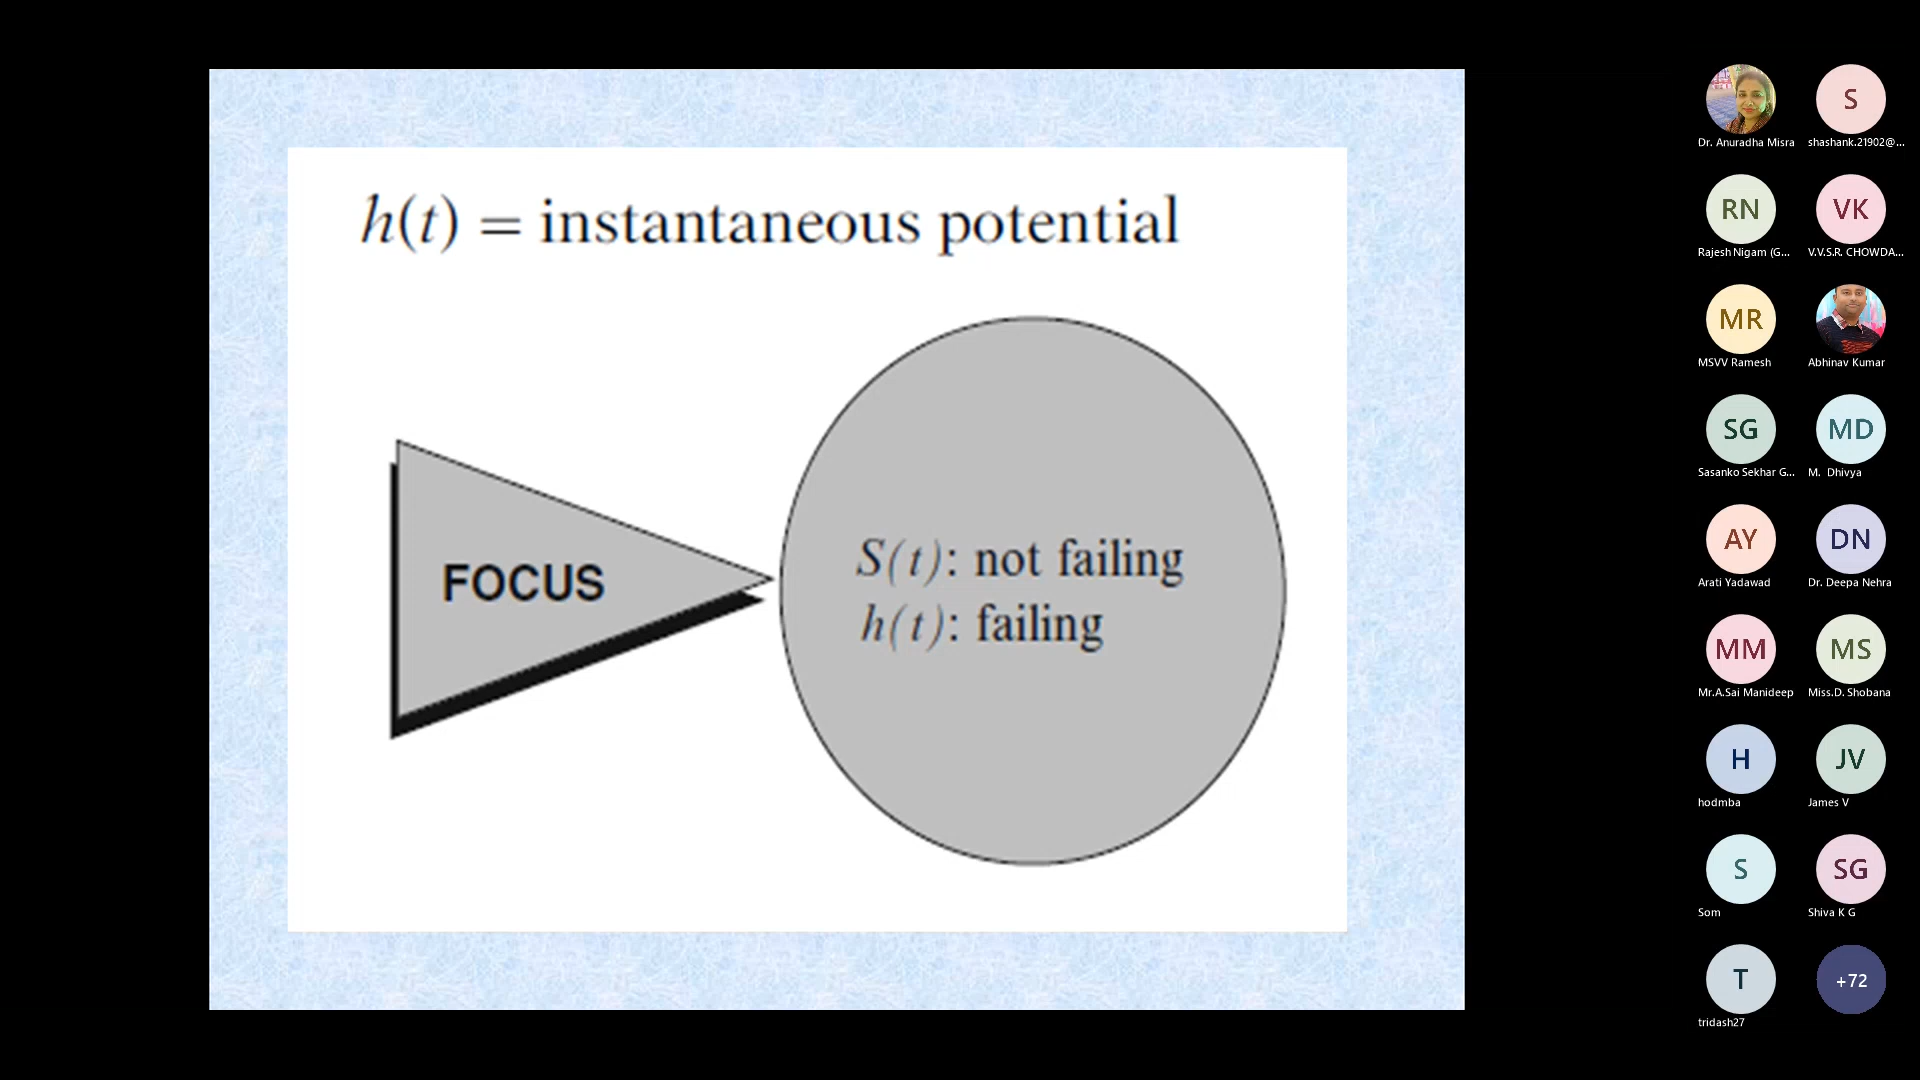 h(t) = instantaneous potential
FOCUS
S(t): not failing
h(t): failing
Dr. Anuradha Misra
S
shashank.21902@...
RN
Rajesh Nigam (G...
VK
V.V.S.R. CHOWDA...
MR
MSVV Ramesh
Abhinav Kumar
SG
Sasanko Sekhar G...
MD
M. Dhivya
AY
Arati Yadawad
DN
Dr. Deepa Nehra
MM
Mr.A.Sai Manideep
MS
Miss.D. Shobana
H
hodmba
JV
James V
S
Som
SG
Shiva K G
T
tridash27
+72